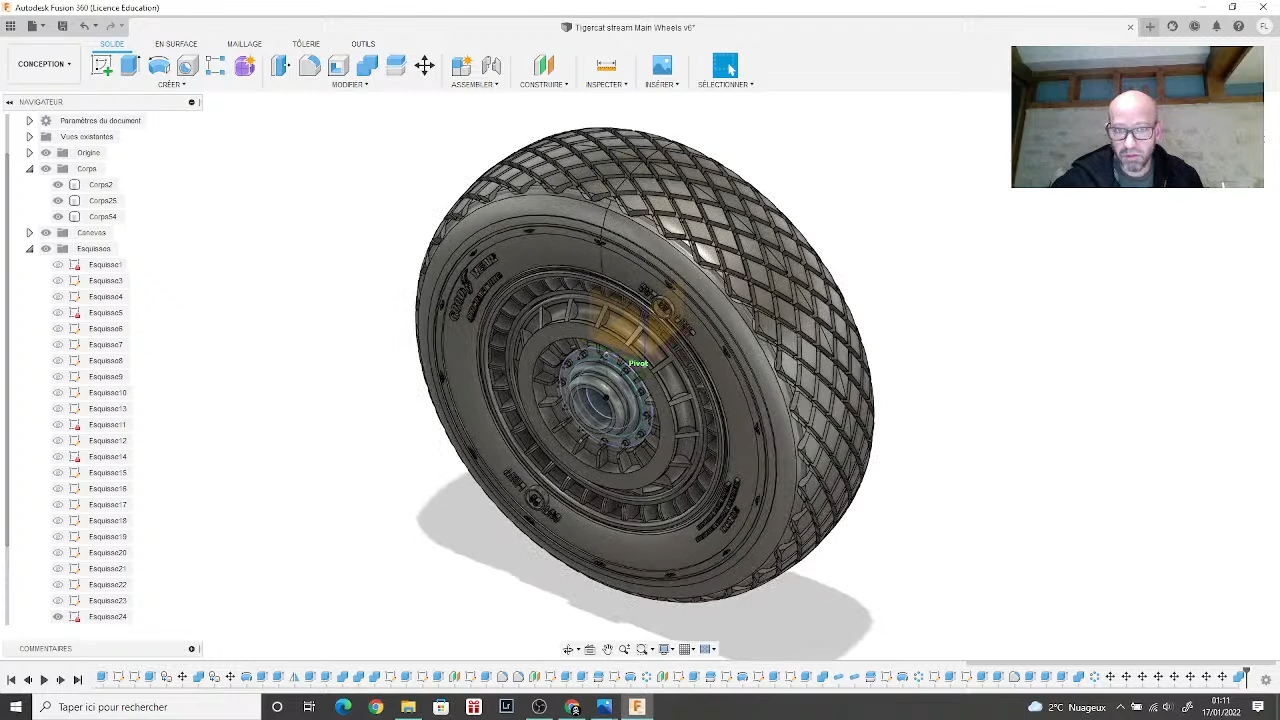 Autodesk Fusion 360 (Licence Education)
Tigercat stream Main Wheels v6*
FL
SOLIDE EN SURFACE MAILLAGE TÔLERIE OUTILS
CONCEPTION
CRÉER MODIFIER ASSEMBLER CONSTRUIRE INSPECTER INSÉRER SÉLECTIONNER
NAVIGATEUR
Paramètres du document
Vues existantes
Origine
Corps
Corps2
Corps25
Corps54
Canevas
Esquisses
Esquisse1
Esquisse3
Esquisse4
Esquisse5
Esquisse6
Esquisse7
Esquisse8
Esquisse9
Esquisse10
Esquisse13
Esquisse11
Esquisse12
Esquisse14
Esquisse15
Esquisse16
Esquisse17
Esquisse18
Esquisse19
Esquisse20
Esquisse21
Esquisse22
Esquisse23
Esquisse24
Pivot
COMMENTAIRES
Taper ici pour rechercher
2°C Nuageux
01:11
17/01/2022